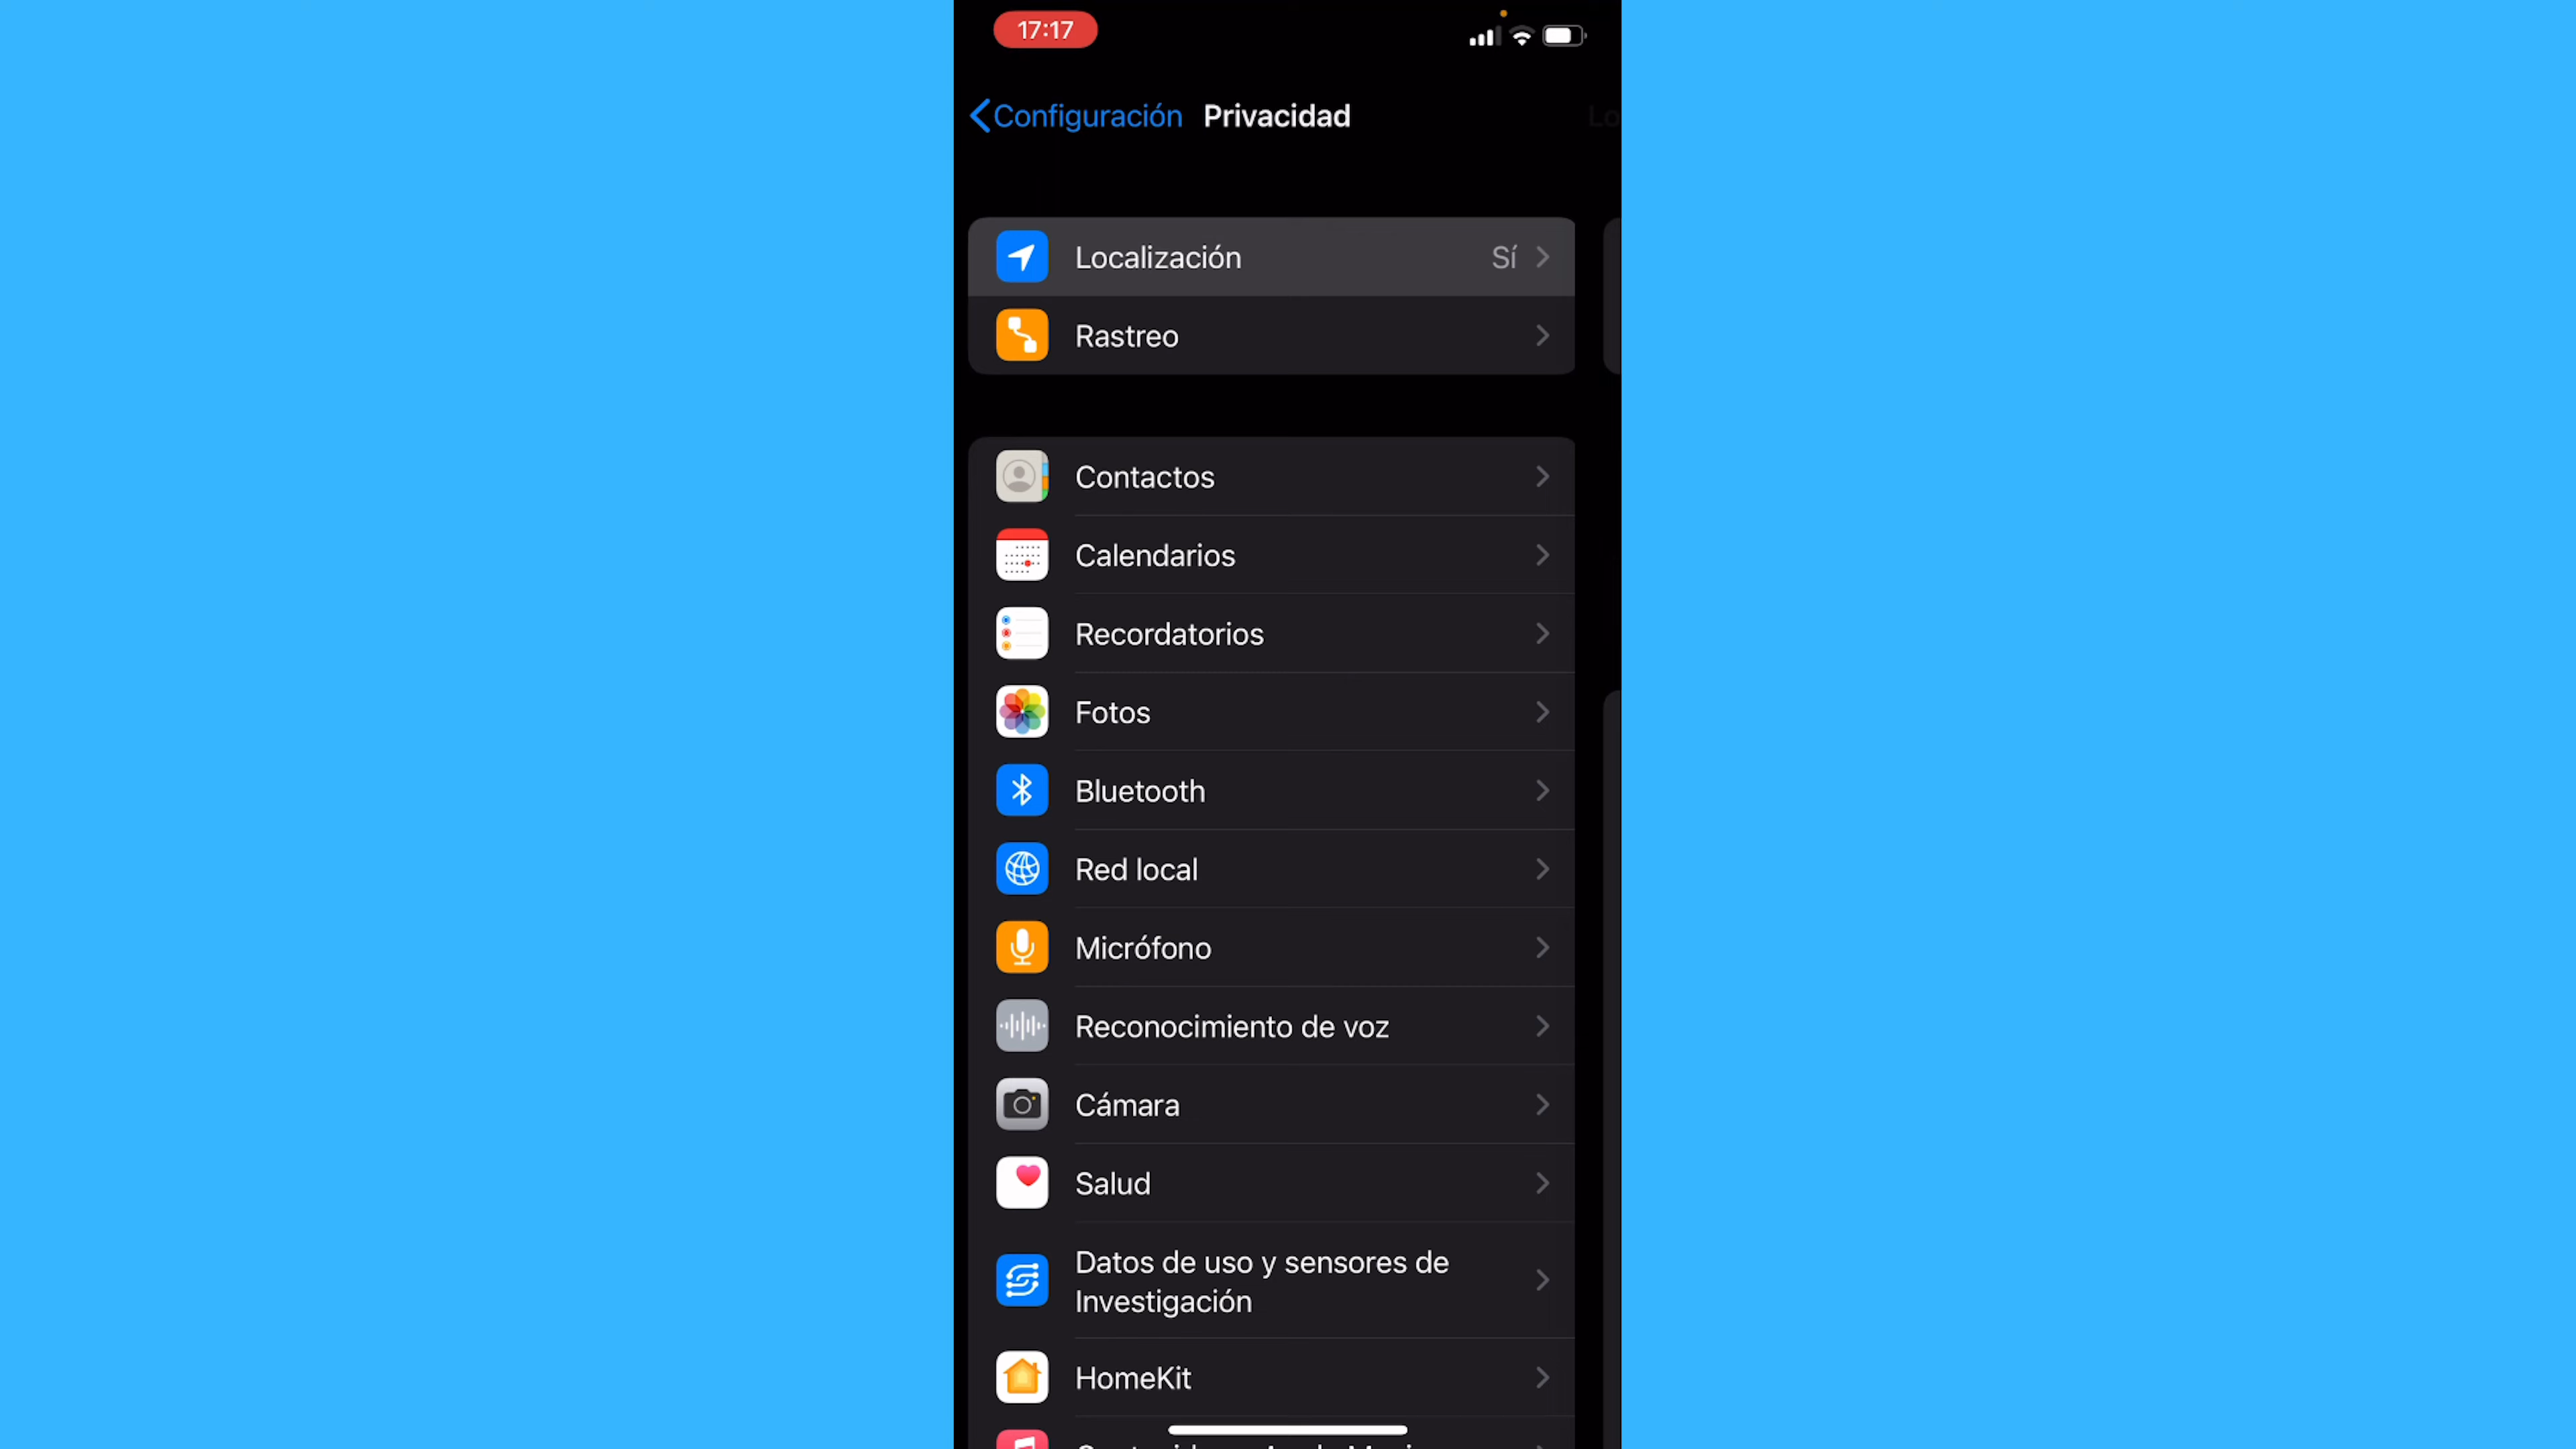 17:17
Configuración Privacidad
Lo
Localización Sí
Rastreo
Contactos
Calendarios
Recordatorios
Fotos
Bluetooth
Red local
Micrófono
Reconocimiento de voz
Cámara
Salud
Datos de uso y sensores de
Investigación
HomeKit